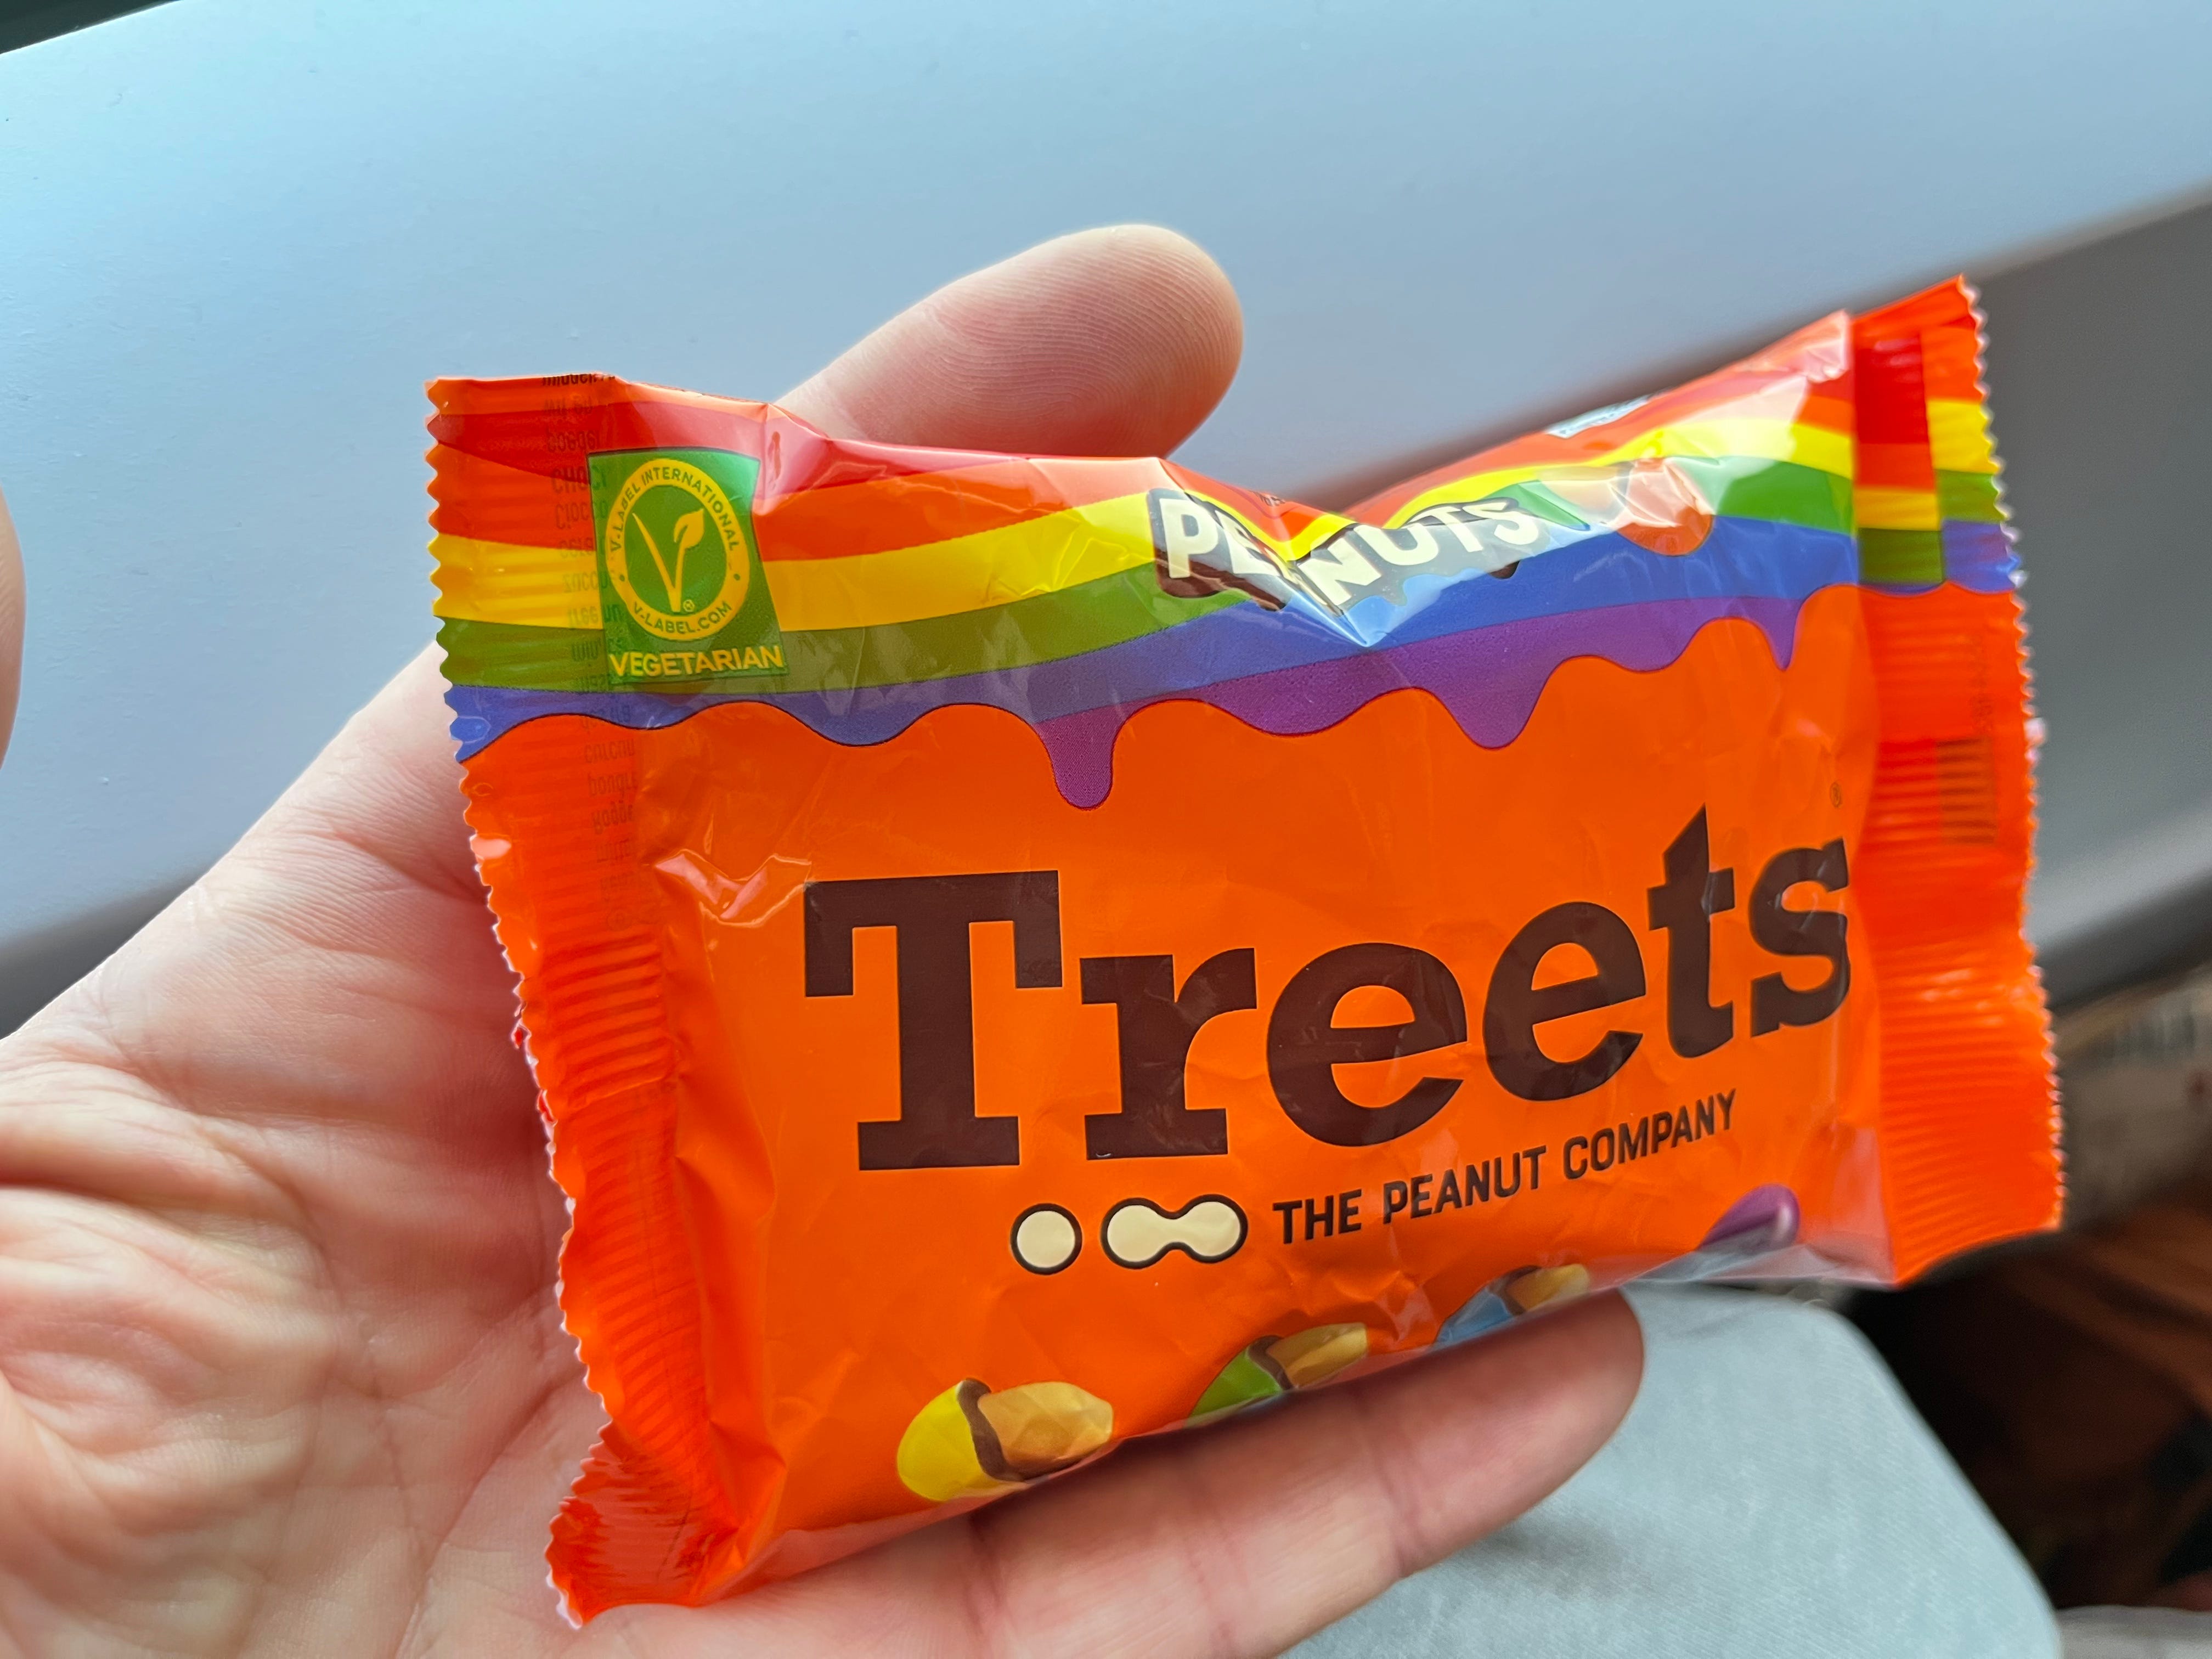 V-LABEL INTERNATIONAL
V-LABEL.COM
VEGETARIAN
PEANUTS
Treets
®
THE PEANUT COMPANY